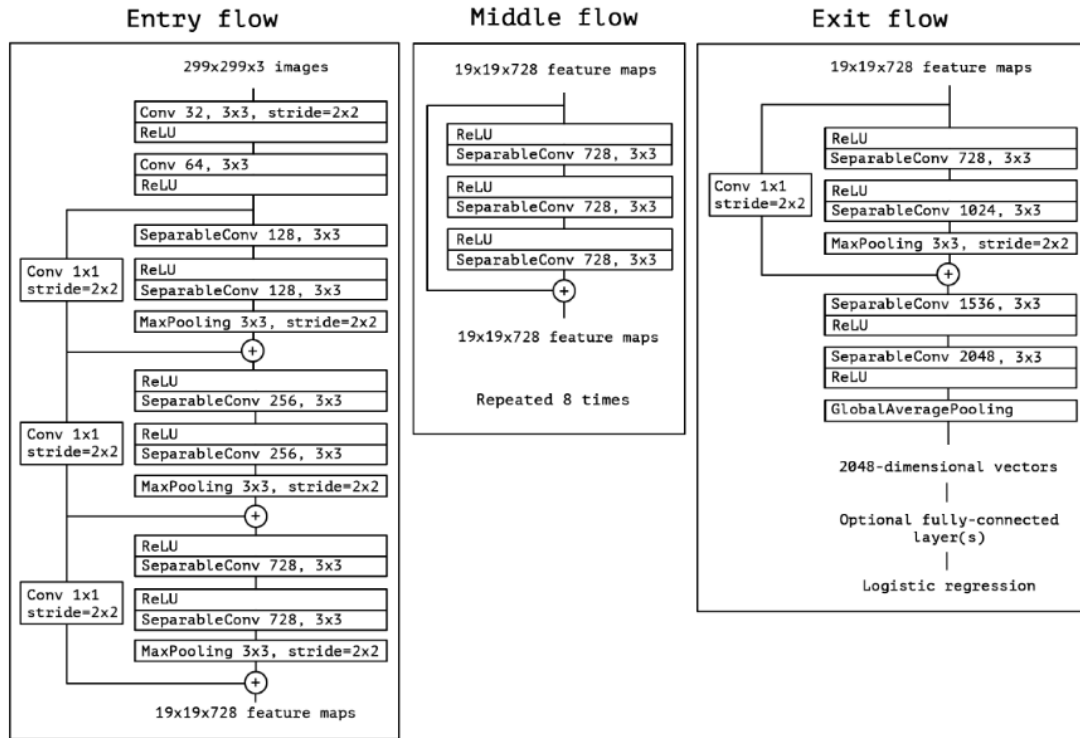 Entry flow
299x299x3 images
Conv 32, 3x3, stride=2x2
ReLU
Conv 64, 3x3
ReLU
SeparableConv 128, 3x3
Conv 1x1
stride=2x2
ReLU
SeparableConv 128, 3x3
MaxPooling 3x3, stride=2x2
+
ReLU
SeparableConv 256, 3x3
Conv 1x1
stride=2x2
ReLU
SeparableConv 256, 3x3
MaxPooling 3x3, stride=2x2
+
ReLU
SeparableConv 728, 3x3
Conv 1x1
stride=2x2
ReLU
SeparableConv 728, 3x3
MaxPooling 3x3, stride=2x2
+
19x19x728 feature maps
Middle flow
19x19x728 feature maps
ReLU
SeparableConv 728, 3x3
ReLU
SeparableConv 728, 3x3
ReLU
SeparableConv 728, 3x3
+
19x19x728 feature maps
Repeated 8 times
Exit flow
19x19x728 feature maps
ReLU
SeparableConv 728, 3x3
Conv 1x1
stride=2x2
ReLU
SeparableConv 1024, 3x3
MaxPooling 3x3, stride=2x2
+
SeparableConv 1536, 3x3
ReLU
SeparableConv 2048, 3x3
ReLU
GlobalAveragePooling
2048-dimensional vectors
Optional fully-connected
layer(s)
Logistic regression